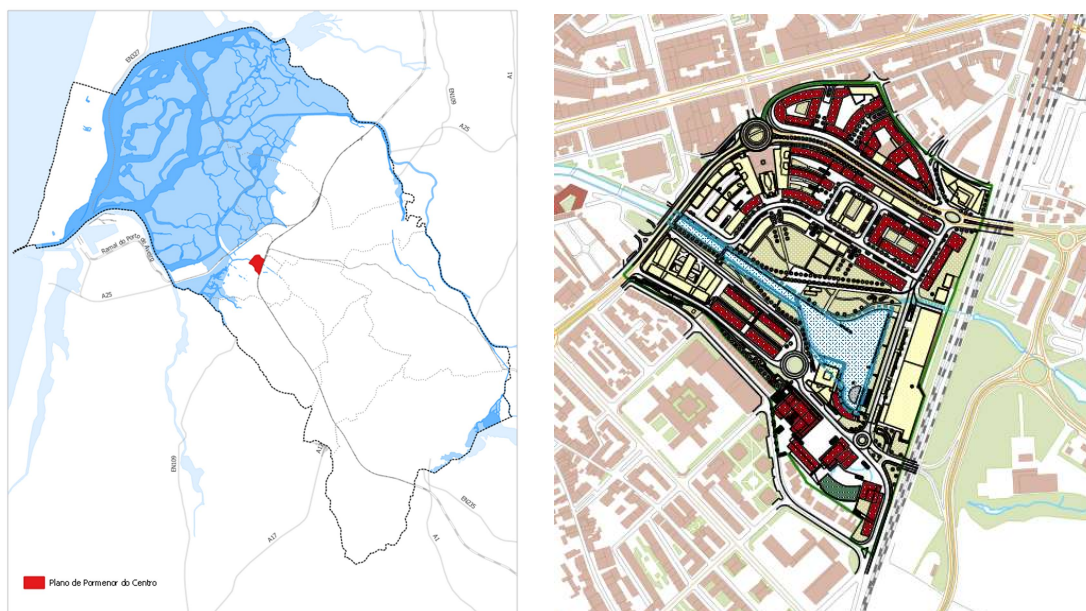 EN327
A1
EN109
A25
Ramal do Porto de Aveiro
A25
EN109
A17
A17
EN235
A1
Plano de Pormenor do Centro